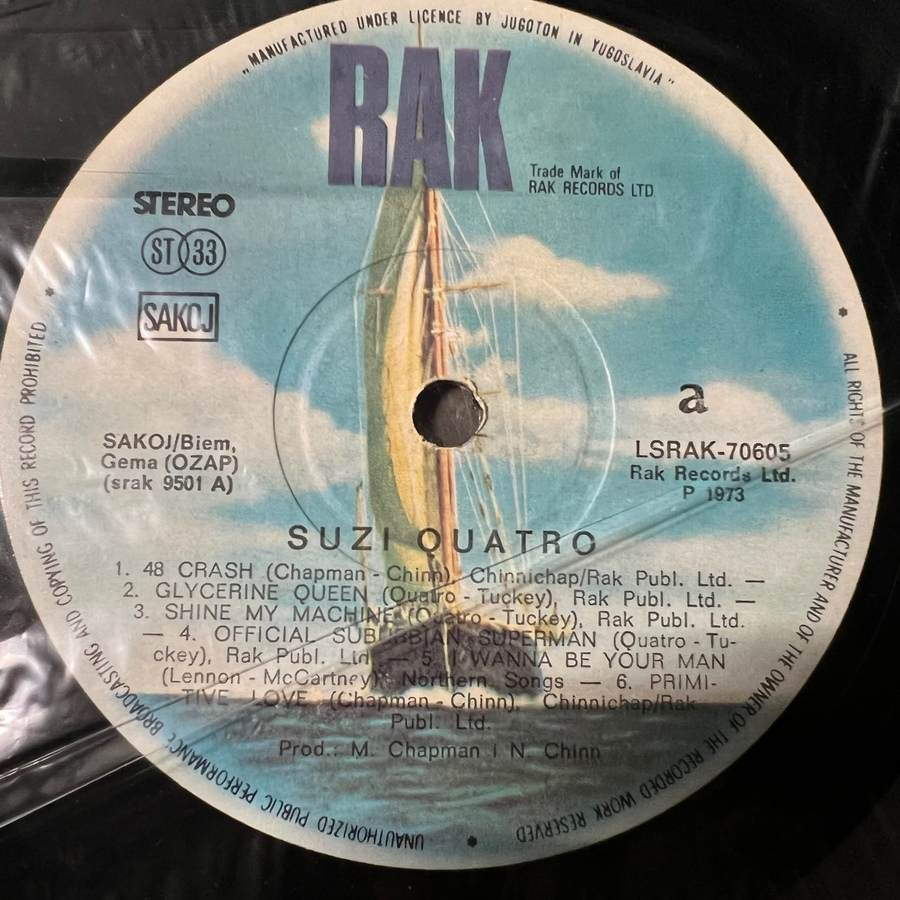 „MANUFACTURED UNDER LICENCE BY JUGOTON IN YUGOSLAVIA”
RAK
Trade Mark of
RAK RECORDS LTD.
STEREO
ST 33
SAKOJ
a
SAKOJ/Biem,
Gema (OZAP)
(srak 9501 A)
LSRAK-70605
Rak Records Ltd.
P 1973
SUZI QUATRO
1. 48 CRASH (Chapman - Chinn), Chinnichap/Rak Publ. Ltd. —
2. GLYCERINE QUEEN (Quatro - Tuckey), Rak Publ. Ltd. —
3. SHINE MY MACHINE (Quatro - Tuckey), Rak Publ. Ltd.
— 4. OFFICIAL SUBURBBIAN SUPERMAN (Quatro - Tu-
ckey), Rak Publ. — 5. I WANNA BE YOUR MAN
(Lennon - McCartney) Northern Songs — 6. PRIMI-
TIVE LOVE (Chapman - Chinn), Chinnichap/Rak
Publ. Ltd.
Prod.: M. Chapman I N. Chinn
ALL RIGHTS OF THE MANUFACTURER AND OF THE OWNER OF THE RECORDED WORK RESERVED
UNAUTHORIZED PUBLIC PERFORMANCE BROADCASTING AND COPYING OF THIS RECORD PROHIBITED